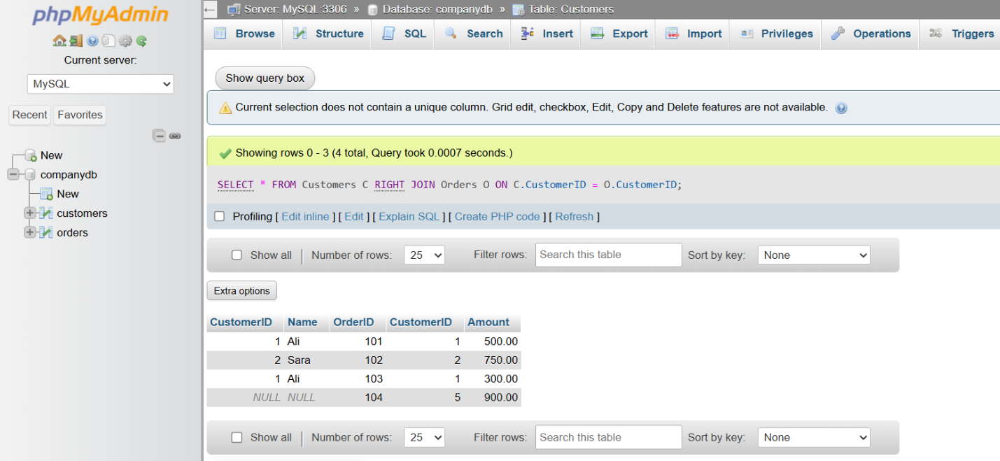 phpMyAdmin
Current server:
MySQL
Recent Favorites
New
companydb
New
customers
orders
← Server: MySQL:3306 » Database: companydb » Table: Customers
Browse Structure SQL Search Insert Export Import Privileges Operations Triggers
Show query box
Current selection does not contain a unique column. Grid edit, checkbox, Edit, Copy and Delete features are not available.
Showing rows 0 - 3 (4 total, Query took 0.0007 seconds.)
SELECT * FROM Customers C RIGHT JOIN Orders O ON C.CustomerID = O.CustomerID;
Profiling [ Edit inline ] [ Edit ] [ Explain SQL ] [ Create PHP code ] [ Refresh ]
Show all | Number of rows: 25 Filter rows: Search this table Sort by key: None
Extra options
CustomerID Name OrderID CustomerID Amount
1 Ali 101 1 500.00
2 Sara 102 2 750.00
1 Ali 103 1 300.00
NULL NULL 104 5 900.00
Show all | Number of rows: 25 Filter rows: Search this table Sort by key: None